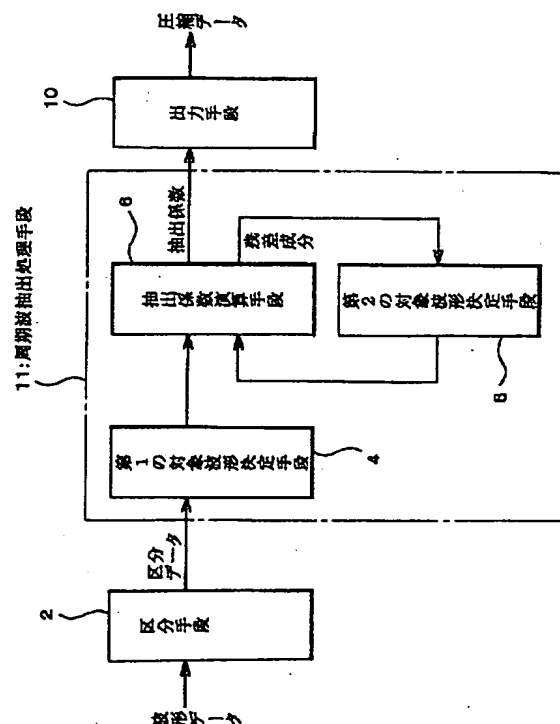 波形データ
2
区分手段
区分データ
11:周期波抽出処理手段
第1の対象波形決定手段
4
抽出係数演算手段
6
抽出係数
残差成分
第2の対象波形決定手段
8
10
出力手段
圧縮データ